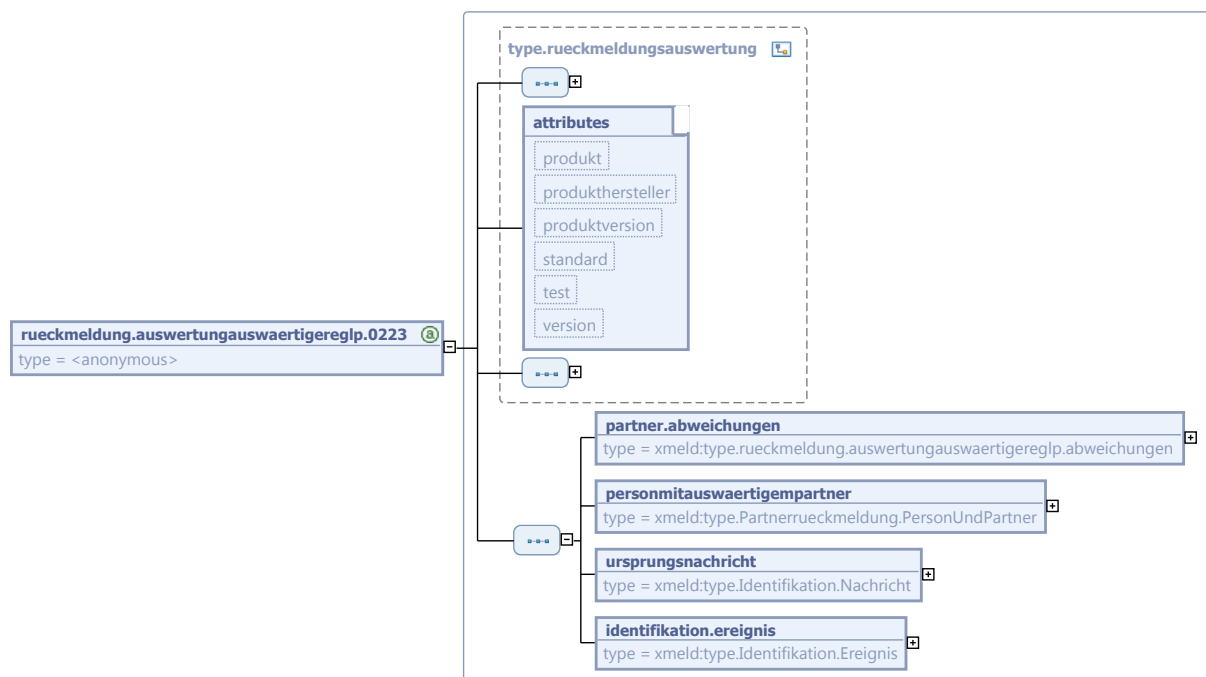 type.rueckmeldungsauswertung
attributes
produkt
produkthersteller
produktversion
standard
test
version
rueckmeldung.auswertungauswaertigereglp.0223
type = <anonymous>
partner.abweichungen
type = xmeld:type.rueckmeldung.auswertungauswaertigereglp.abweichungen
personmitauswaertigempartner
type = xmeld:type.Partnerrueckmeldung.PersonUndPartner
ursprungsnachricht
type = xmeld:type.Identifikation.Nachricht
identifikation.ereignis
type = xmeld:type.Identifikation.Ereignis